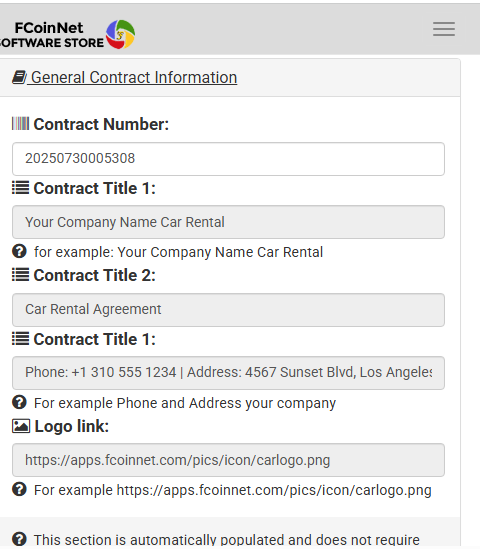 FCoinNet
SOFTWARE STORE
General Contract Information
Contract Number:
20250730005308
Contract Title 1:
Your Company Name Car Rental
for example: Your Company Name Car Rental
Contract Title 2:
Car Rental Agreement
Contract Title 1:
Phone: +1 310 555 1234 | Address: 4567 Sunset Blvd, Los Angeles
For example Phone and Address your company
Logo link:
https://apps.fcoinnet.com/pics/icon/carlogo.png
For example https://apps.fcoinnet.com/pics/icon/carlogo.png
This section is automatically populated and does not require